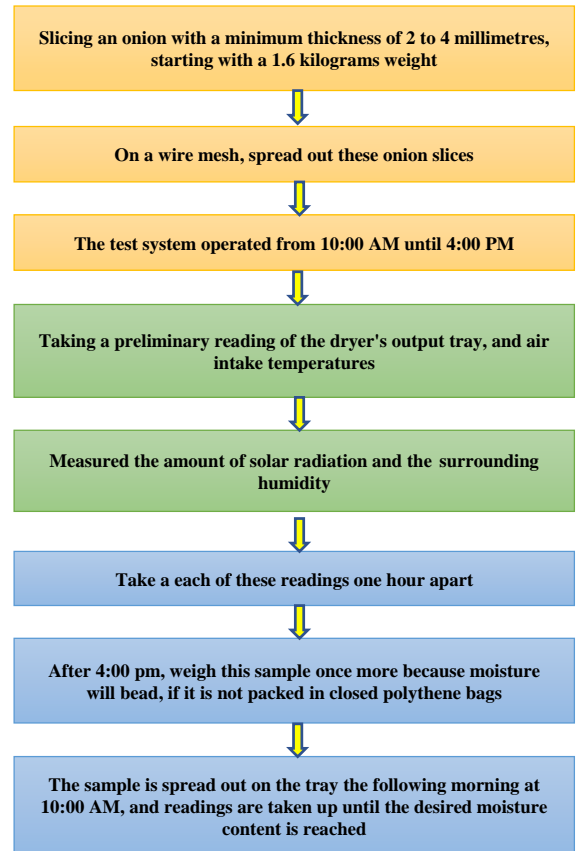 Slicing an onion with a minimum thickness of 2 to 4 millimetres,
starting with a 1.6 kilograms weight
On a wire mesh, spread out these onion slices
The test system operated from 10:00 AM until 4:00 PM
Taking a preliminary reading of the dryer's output tray, and air
intake temperatures
Measured the amount of solar radiation and the surrounding
humidity
Take a each of these readings one hour apart
After 4:00 pm, weigh this sample once more because moisture
will bead, if it is not packed in closed polythene bags
The sample is spread out on the tray the following morning at
10:00 AM, and readings are taken up until the desired moisture
content is reached